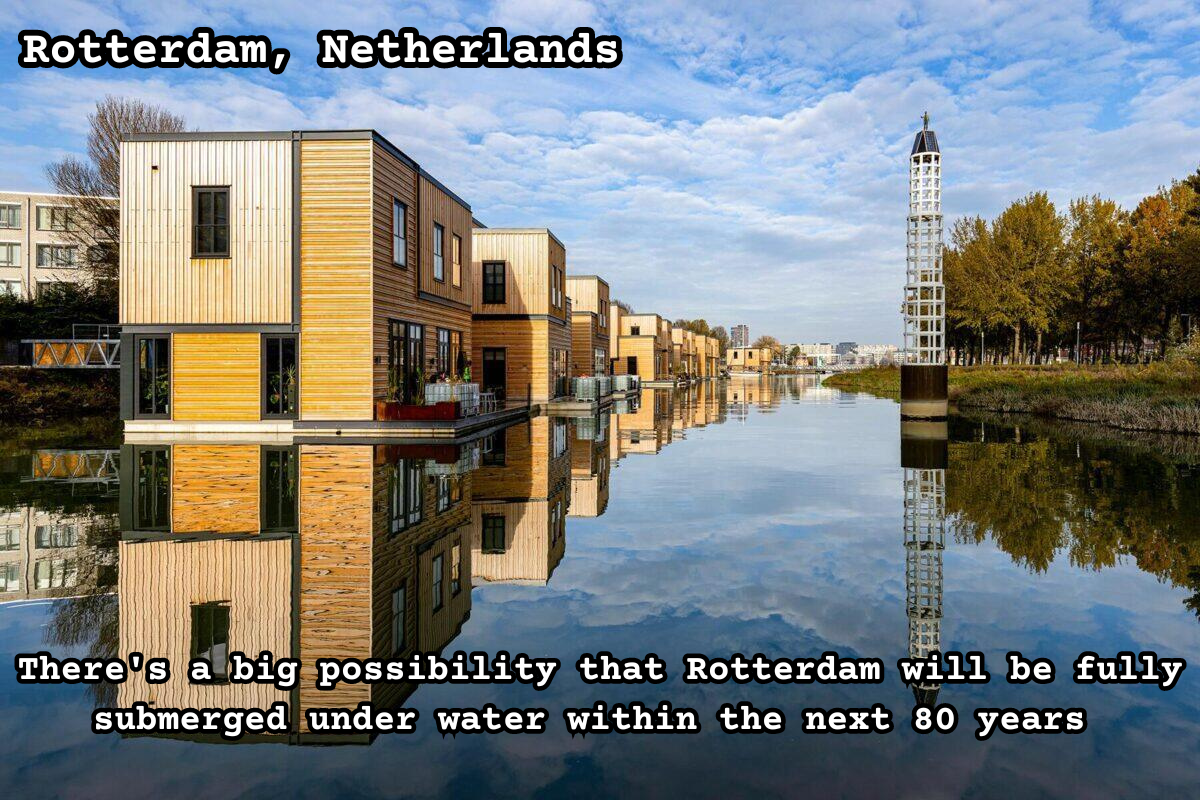 Rotterdam, Netherlands
There's a big possibility that Rotterdam will be fully
submerged under water within the next 80 years